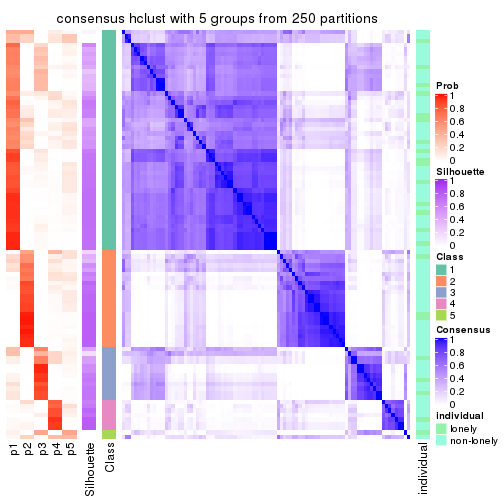 consensus hclust with 5 groups from 250 partitions
Prob
1
0.8
0.6
0.4
0.2
0
Silhouette
1
0.8
0.6
0.4
0.2
0
Class
1
2
3
4
5
Consensus
1
0.8
0.6
0.4
0.2
0
individual
lonely
non-lonely
p1
p2
p3
p4
p5
Silhouette
Class
individual